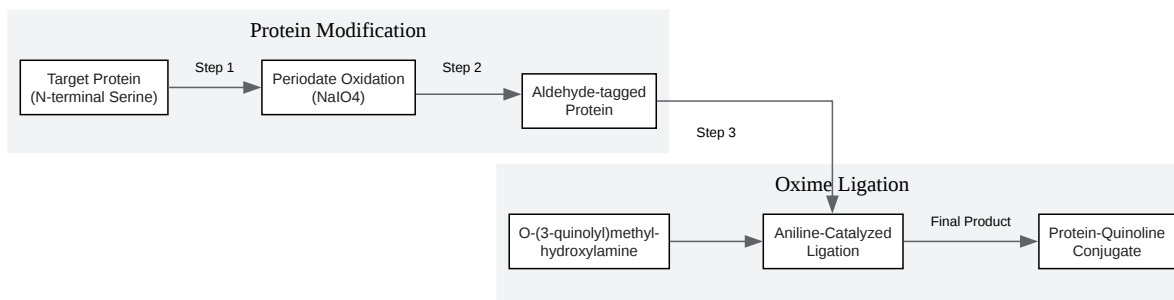 Protein Modification
Target Protein
(N-terminal Serine)
Step 1
Periodate Oxidation
(NaIO4)
Step 2
Aldehyde-tagged
Protein
Step 3
Oxime Ligation
O-(3-quinolyl)methyl-
hydroxylamine
Aniline-Catalyzed
Ligation
Final Product
Protein-Quinoline
Conjugate